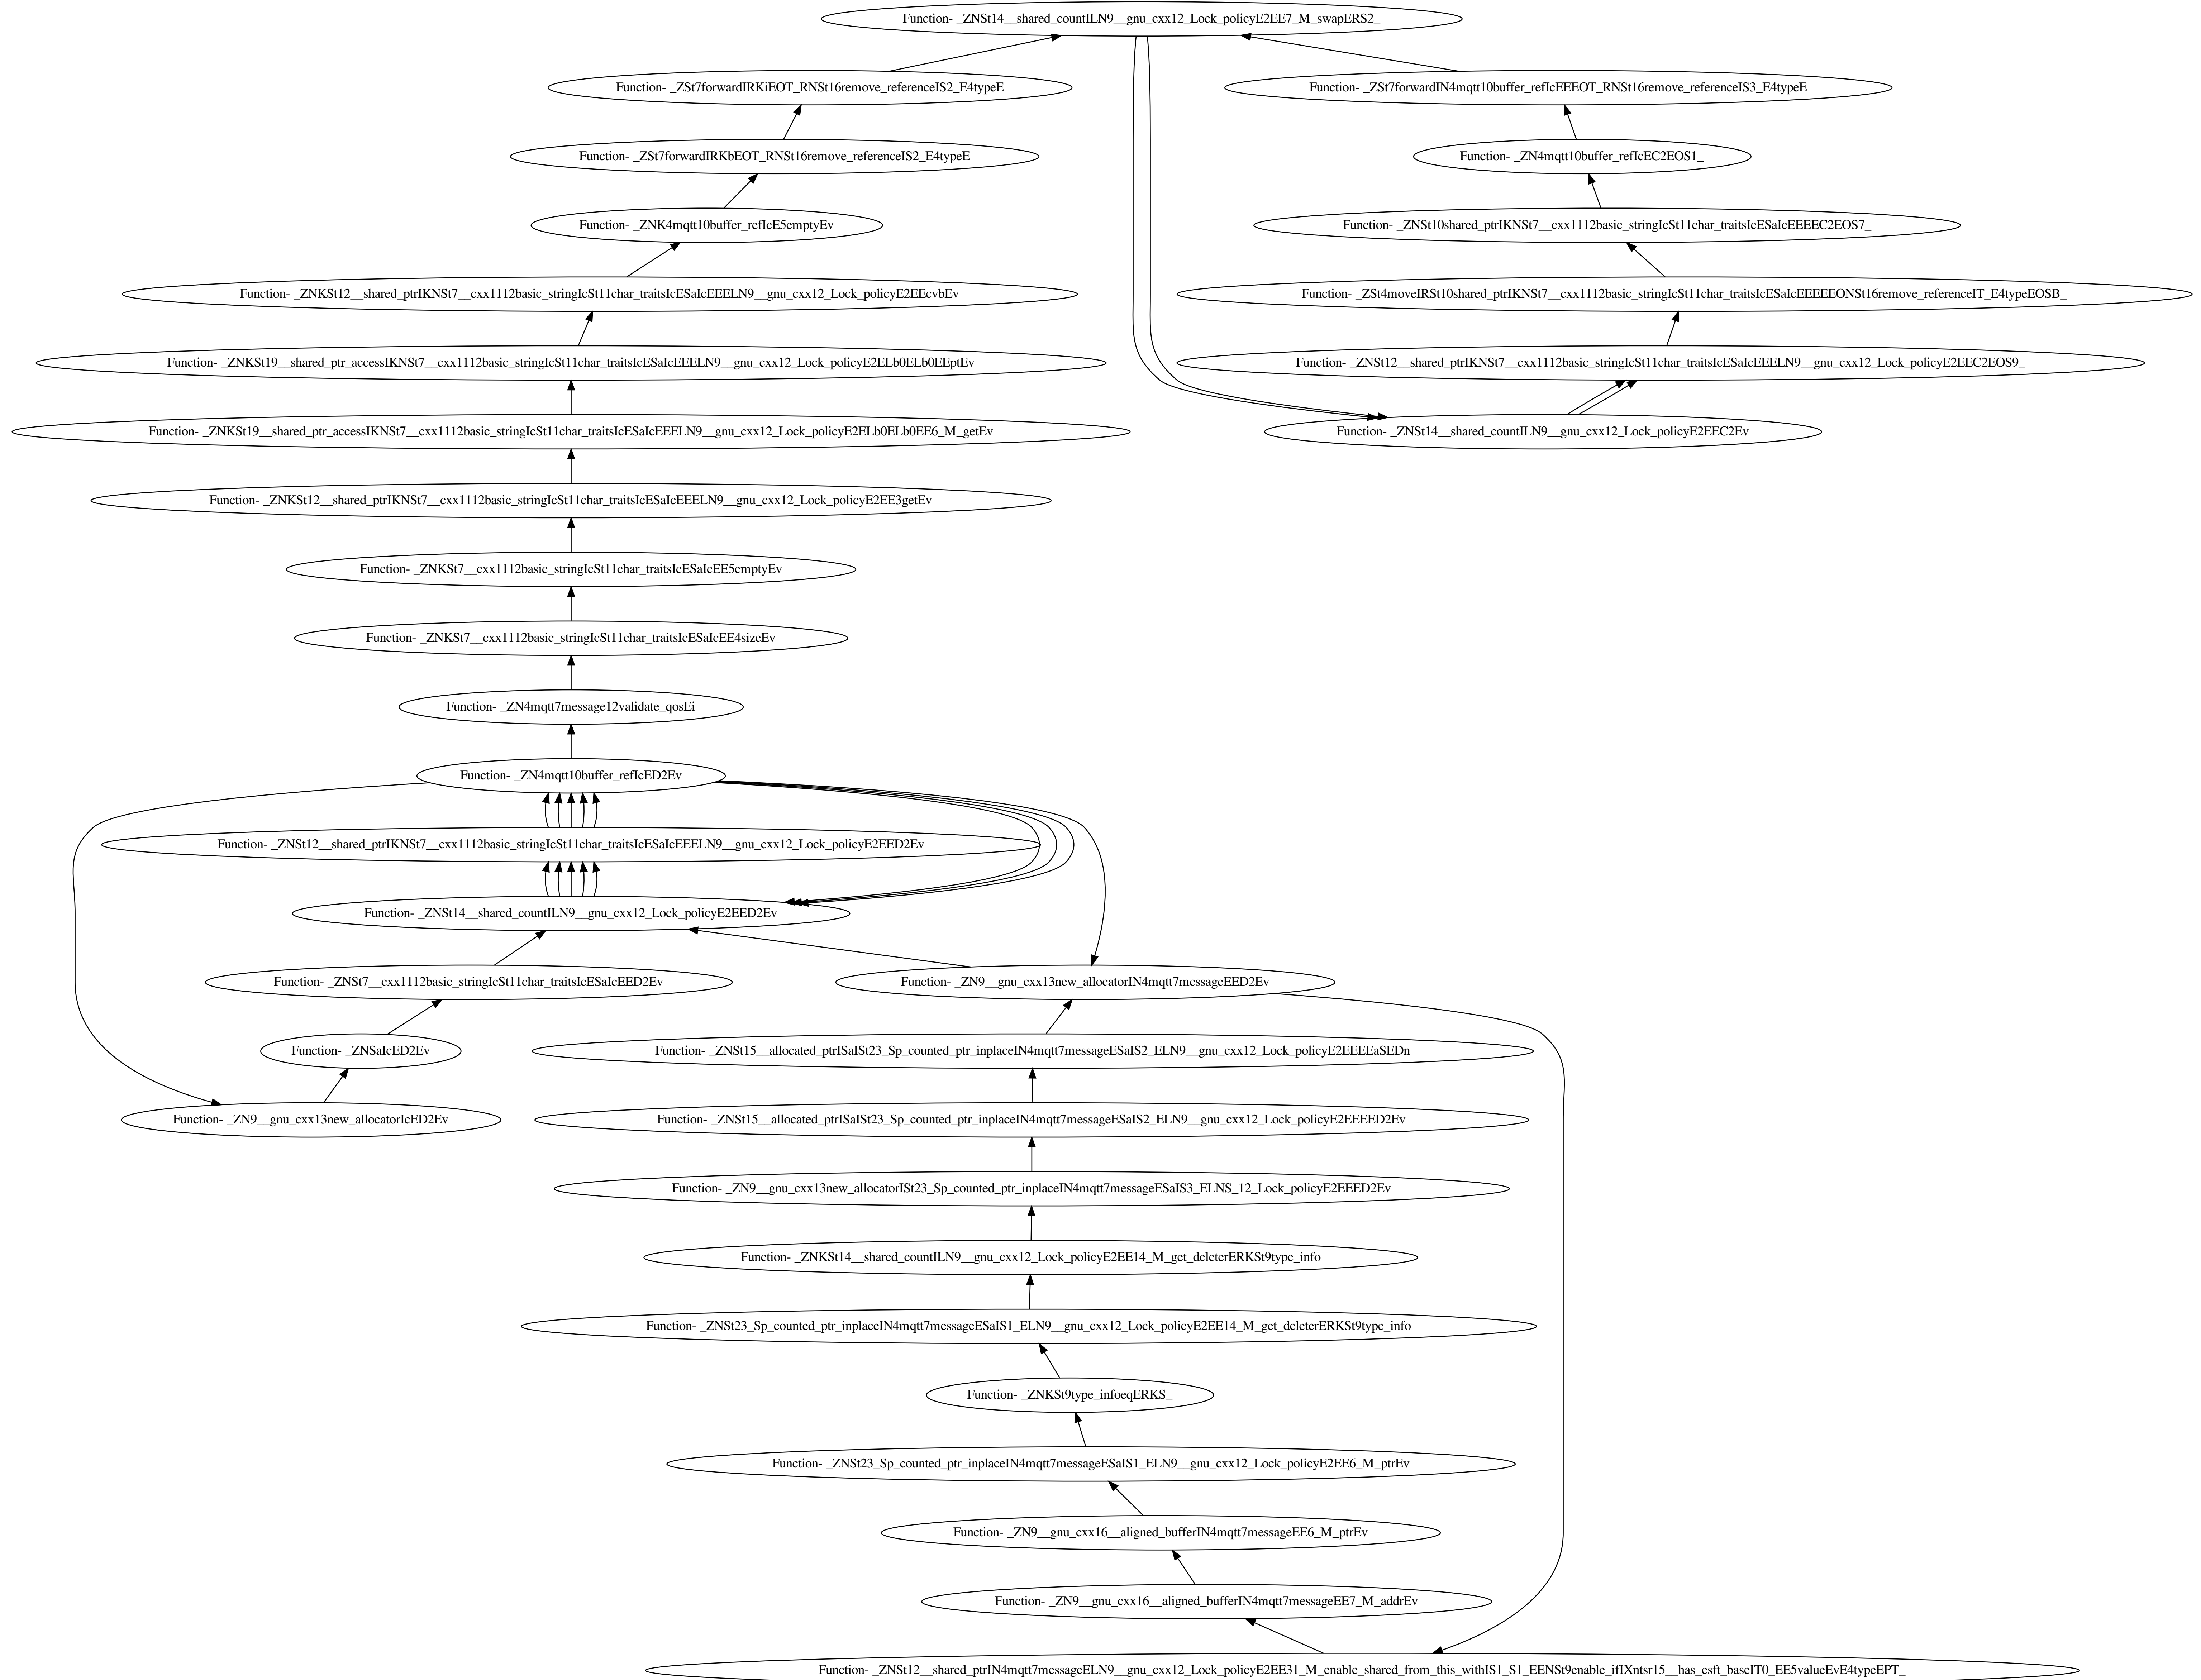 Function- _ZNSt14__shared_countILN9__gnu_cxx12_Lock_policyE2EE7_M_swapERS2_
Function- _ZSt7forwardIRKiEOT_RNSt16remove_referenceIS2_E4typeE
Function- _ZSt7forwardIN4mqtt10buffer_refIcEEEOT_RNSt16remove_referenceIS3_E4typeE
Function- _ZSt7forwardIRKbEOT_RNSt16remove_referenceIS2_E4typeE
Function- _ZN4mqtt10buffer_refIcEC2EOS1_
Function- _ZNK4mqtt10buffer_refIcE5emptyEv
Function- _ZNSt10shared_ptrIKNSt7__cxx1112basic_stringIcSt11char_traitsIcESaIcEEEEC2EOS7_
Function- _ZNKSt12__shared_ptrIKNSt7__cxx1112basic_stringIcSt11char_traitsIcESaIcEEELN9__gnu_cxx12_Lock_policyE2EEcvbEv
Function- _ZSt4moveIRSt10shared_ptrIKNSt7__cxx1112basic_stringIcSt11char_traitsIcESaIcEEEEEONSt16remove_referenceIT_E4typeEOSB_
Function- _ZNKSt19__shared_ptr_accessIKNSt7__cxx1112basic_stringIcSt11char_traitsIcESaIcEEELN9__gnu_cxx12_Lock_policyE2ELb0ELb0EEptEv
Function- _ZNSt12__shared_ptrIKNSt7__cxx1112basic_stringIcSt11char_traitsIcESaIcEEELN9__gnu_cxx12_Lock_policyE2EEC2EOS9_
Function- _ZNKSt19__shared_ptr_accessIKNSt7__cxx1112basic_stringIcSt11char_traitsIcESaIcEEELN9__gnu_cxx12_Lock_policyE2ELb0ELb0EE6_M_getEv
Function- _ZNSt14__shared_countILN9__gnu_cxx12_Lock_policyE2EEC2Ev
Function- _ZNKSt12__shared_ptrIKNSt7__cxx1112basic_stringIcSt11char_traitsIcESaIcEEELN9__gnu_cxx12_Lock_policyE2EE3getEv
Function- _ZNKSt7__cxx1112basic_stringIcSt11char_traitsIcESaIcEE5emptyEv
Function- _ZNKSt7__cxx1112basic_stringIcSt11char_traitsIcESaIcEE4sizeEv
Function- _ZN4mqtt7message12validate_qosEi
Function- _ZN4mqtt10buffer_refIcED2Ev
Function- _ZNSt12__shared_ptrIKNSt7__cxx1112basic_stringIcSt11char_traitsIcESaIcEEELN9__gnu_cxx12_Lock_policyE2EED2Ev
Function- _ZNSt14__shared_countILN9__gnu_cxx12_Lock_policyE2EED2Ev
Function- _ZNSt7__cxx1112basic_stringIcSt11char_traitsIcESaIcEED2Ev
Function- _ZN9__gnu_cxx13new_allocatorIN4mqtt7messageEED2Ev
Function- _ZNSaIcED2Ev
Function- _ZNSt15__allocated_ptrISaISt23_Sp_counted_ptr_inplaceIN4mqtt7messageESaIS2_ELN9__gnu_cxx12_Lock_policyE2EEEEaSEDn
Function- _ZN9__gnu_cxx13new_allocatorIcED2Ev
Function- _ZNSt15__allocated_ptrISaISt23_Sp_counted_ptr_inplaceIN4mqtt7messageESaIS2_ELN9__gnu_cxx12_Lock_policyE2EEEED2Ev
Function- _ZN9__gnu_cxx13new_allocatorISt23_Sp_counted_ptr_inplaceIN4mqtt7messageESaIS3_ELNS_12_Lock_policyE2EEED2Ev
Function- _ZNKSt14__shared_countILN9__gnu_cxx12_Lock_policyE2EE14_M_get_deleterERKSt9type_info
Function- _ZNSt23_Sp_counted_ptr_inplaceIN4mqtt7messageESaIS1_ELN9__gnu_cxx12_Lock_policyE2EE14_M_get_deleterERKSt9type_info
Function- _ZNKSt9type_infoeqERKS_
Function- _ZNSt23_Sp_counted_ptr_inplaceIN4mqtt7messageESaIS1_ELN9__gnu_cxx12_Lock_policyE2EE6_M_ptrEv
Function- _ZN9__gnu_cxx16__aligned_bufferIN4mqtt7messageEE6_M_ptrEv
Function- _ZN9__gnu_cxx16__aligned_bufferIN4mqtt7messageEE7_M_addrEv
Function- _ZNSt12__shared_ptrIN4mqtt7messageELN9__gnu_cxx12_Lock_policyE2EE31_M_enable_shared_from_this_withIS1_S1_EENSt9enable_ifIXntsr15__has_esft_baseIT0_EE5valueEvE4typeEPT_